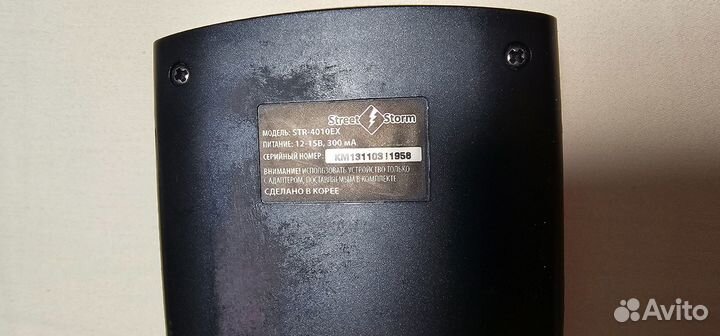 Street Storm
МОДЕЛЬ: STR-4010EX
ПИТАНИЕ: 12-15В, 300 мА
СЕРИЙНЫЙ НОМЕР: KM131103I1958
ВНИМАНИЕ! ИСПОЛЬЗОВАТЬ УСТРОЙСТВО ТОЛЬКО
С АДАПТЕРОМ, ПОСТАВЛЯЕМЫМ В КОМПЛЕКТЕ
СДЕЛАНО В КОРЕЕ
Avito